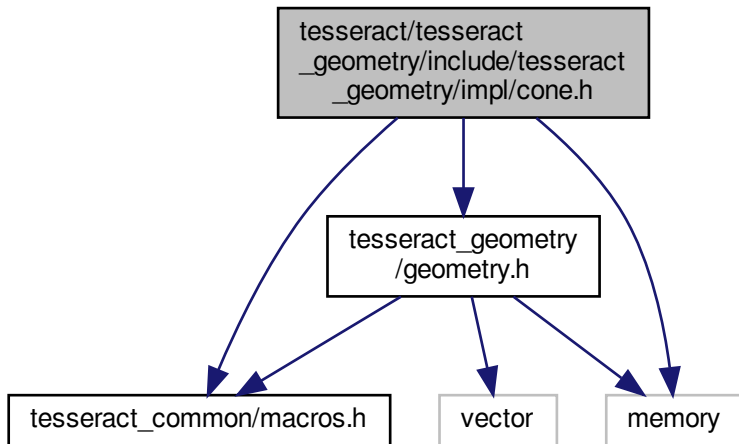 tesseract/tesseract
_geometry/include/tesseract
_geometry/impl/cone.h
tesseract_geometry
/geometry.h
tesseract_common/macros.h
vector
memory